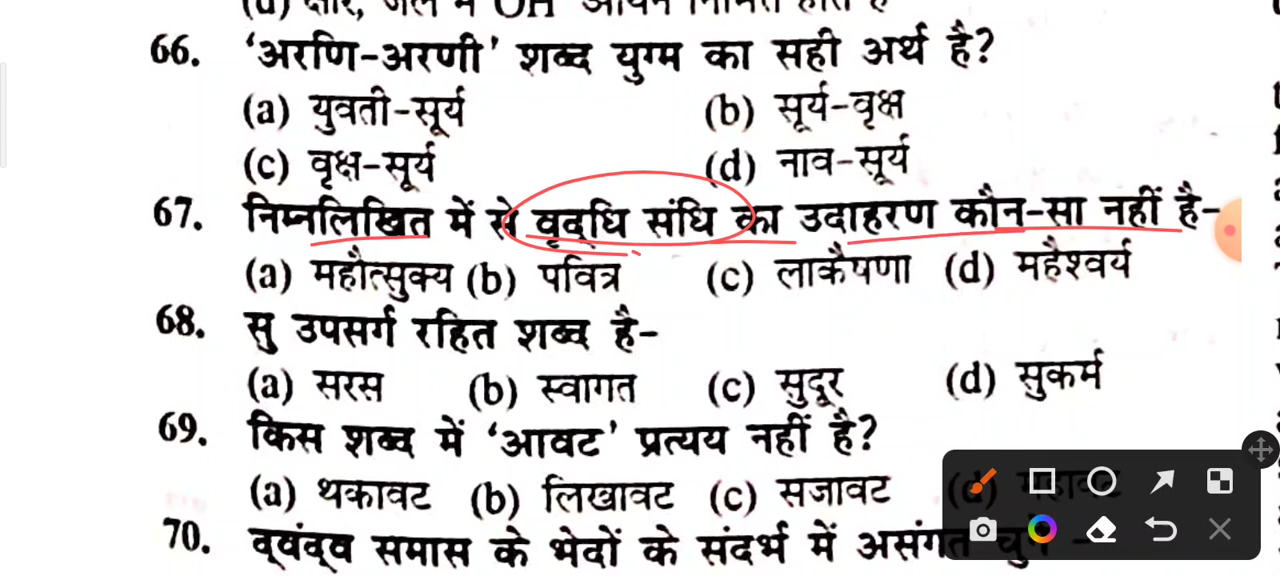 (d) क्षार, जल में OH
66. 'अरणि-अरणी' शब्द युग्म का सही अर्थ है?
(a) युवती-सूर्य (b) सूर्य-वृक्ष
(c) वृक्ष-सूर्य (d) नाव-सूर्य
67. निम्नलिखित में से वृद्धि संधि का उदाहरण कौन-सा नहीं है-
(a) महौत्सुक्य (b) पवित्र (c) लाकैषणा (d) महैश्वर्य
68. सु उपसर्ग रहित शब्द है-
(a) सरस (b) स्वागत (c) सुदूर (d) सुकर्म
69. किस शब्द में 'आवट' प्रत्यय नहीं है?
(a) थकावट (b) लिखावट (c) सजावट (d)
70. द्वंद्व समास के भेदों के संदर्भ में असंगत चुनें -